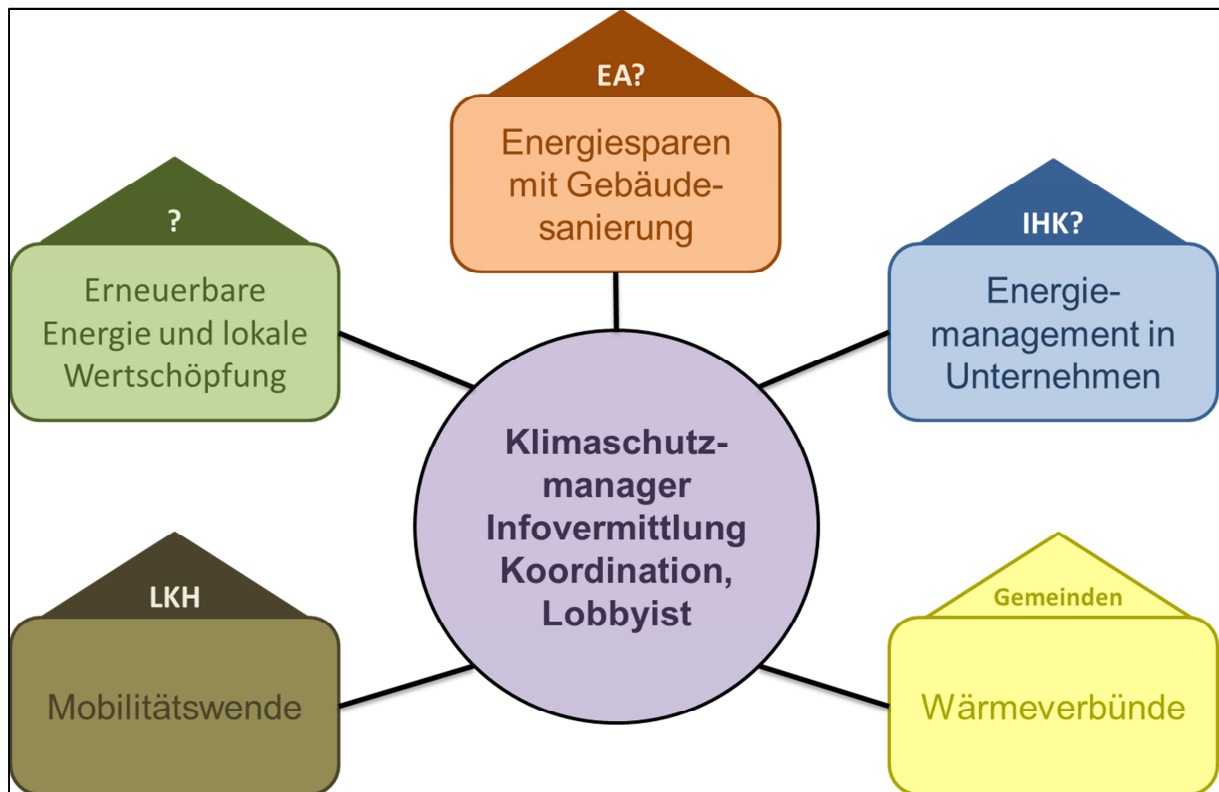 EA?
Energiesparen
mit Gebäude-
sanierung
?
Erneuerbare
Energie und lokale
Wertschöpfung
IHK?
Energie-
management in
Unternehmen
Klimaschutz-
manager
Infovermittlung
Koordination,
Lobbyist
LKH
Mobilitätswende
Gemeinden
Wärmeverbünde